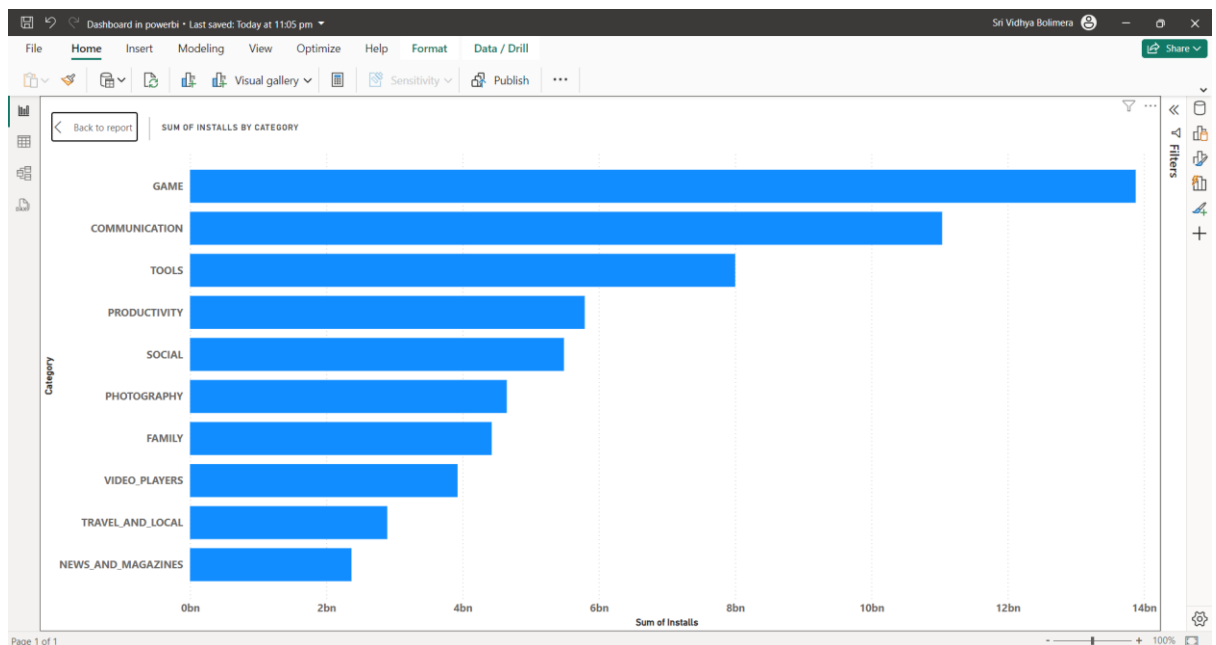 Dashboard in powerbi • Last saved: Today at 11:05 pm
Sri Vidhya Bolimera
File Home Insert Modeling View Optimize Help Format Data / Drill
Share
Visual gallery
Sensitivity
Publish
Back to report
SUM OF INSTALLS BY CATEGORY
Filters
Category
GAME
COMMUNICATION
TOOLS
PRODUCTIVITY
SOCIAL
PHOTOGRAPHY
FAMILY
VIDEO_PLAYERS
TRAVEL_AND_LOCAL
NEWS_AND_MAGAZINES
0bn 2bn 4bn 6bn 8bn 10bn 12bn 14bn
Sum of Installs
Page 1 of 1
100%